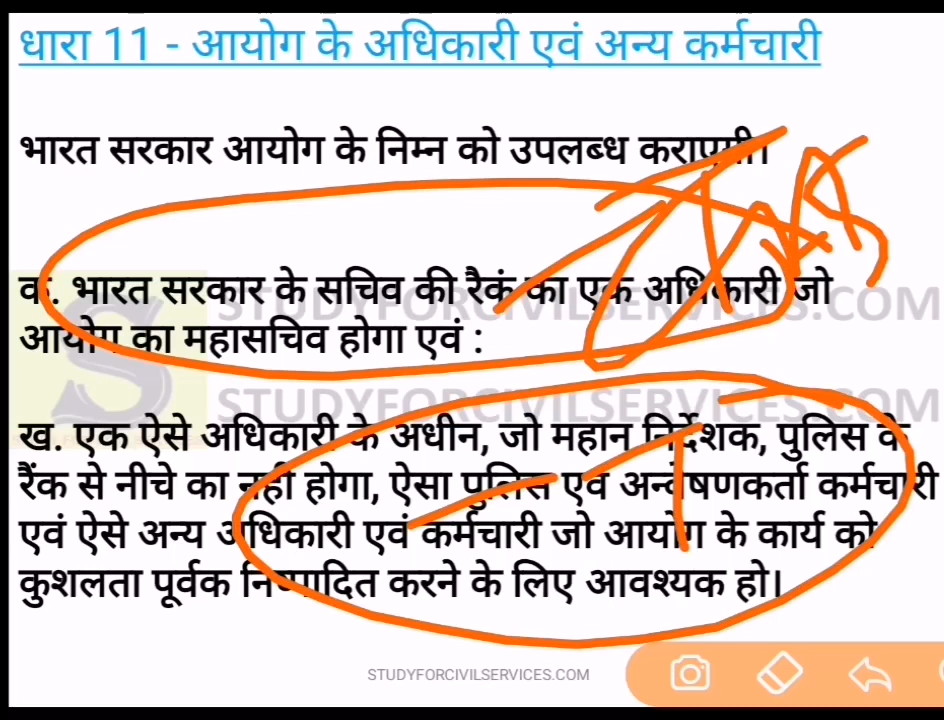 धारा 11 - आयोग के अधिकारी एवं अन्य कर्मचारी
भारत सरकार आयोग के निम्न को उपलब्ध कराएगी।
क. भारत सरकार के सचिव की रैकं का एक अधिकारी जो
आयोग का महासचिव होगा एवं :
ख. एक ऐसे अधिकारी के अधीन, जो महान निर्देशक, पुलिस के
रैंक से नीचे का नहीं होगा, ऐसा पुलिस एवं अन्वेषणकर्ता कर्मचारी
एवं ऐसे अन्य अधिकारी एवं कर्मचारी जो आयोग के कार्य को
कुशलता पूर्वक निष्पादित करने के लिए आवश्यक हो।
STUDYFORCIVILSERVICES.COM
STUDYFORCIVILSERVICES.COM
STUDYFORCIVILSERVICES.COM